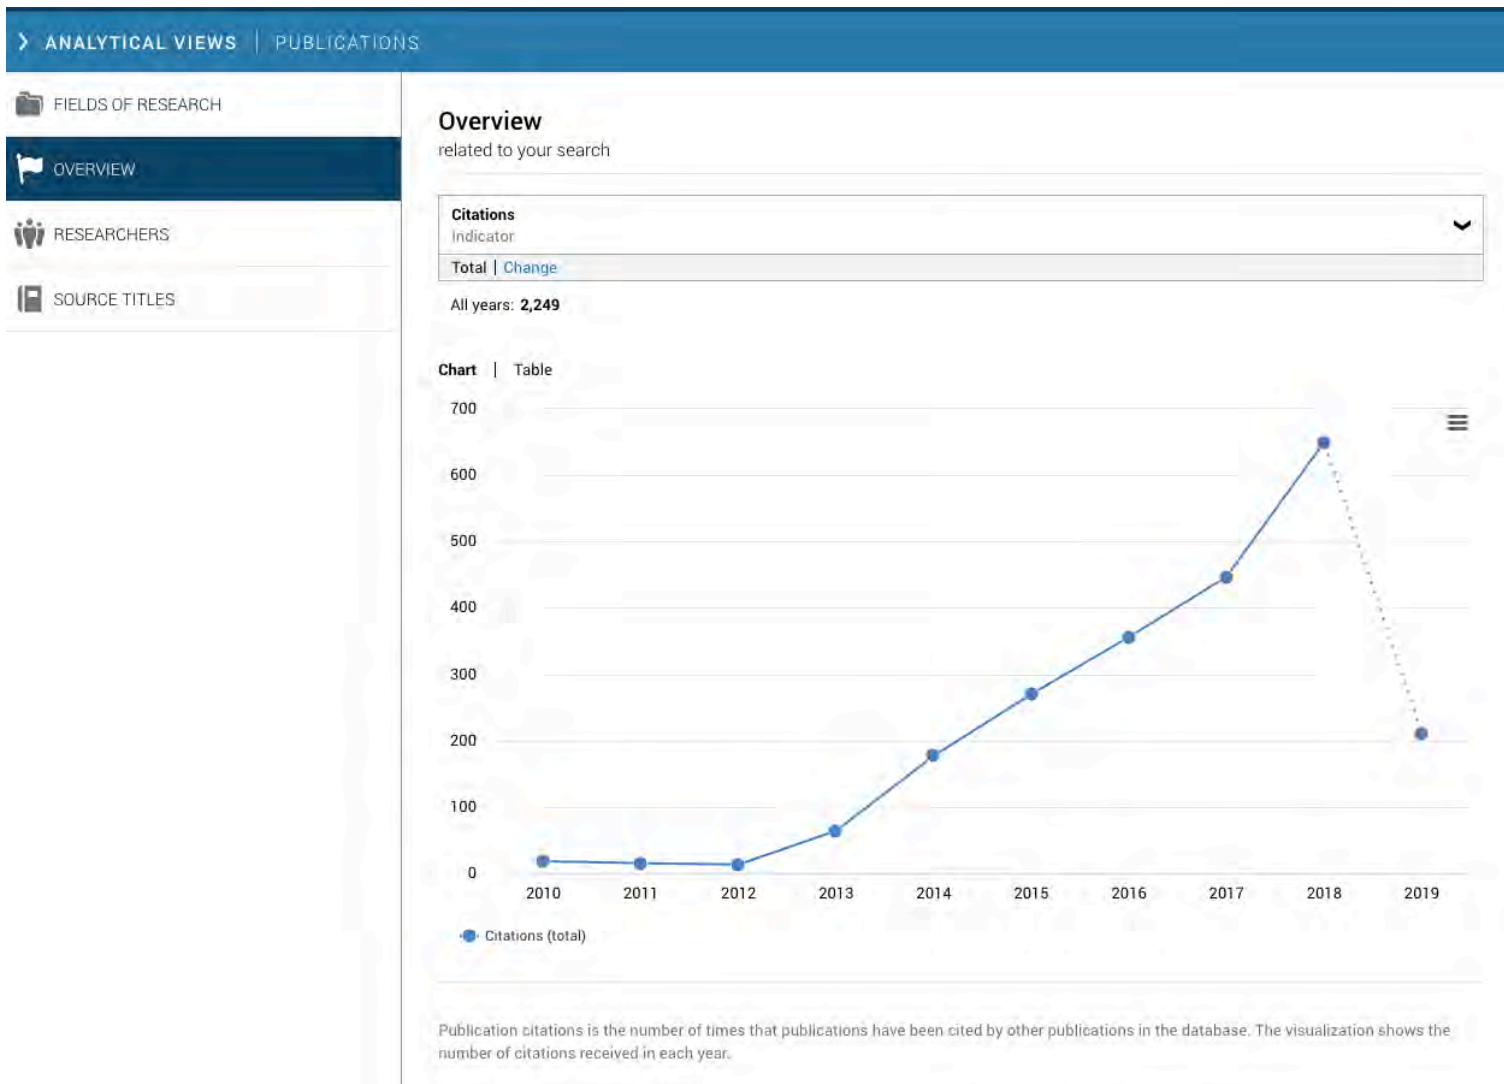 ANALYTICAL VIEWS | PUBLICATIONS
FIELDS OF RESEARCH
OVERVIEW
RESEARCHERS
SOURCE TITLES
Overview
related to your search
Citations
Indicator
Total | Change
All years: 2,249
Chart | Table
700
600
500
400
300
200
100
0
2010 2011 2012 2013 2014 2015 2016 2017 2018 2019
Citations (total)
Publication citations is the number of times that publications have been cited by other publications in the database. The visualization shows the
number of citations received in each year.